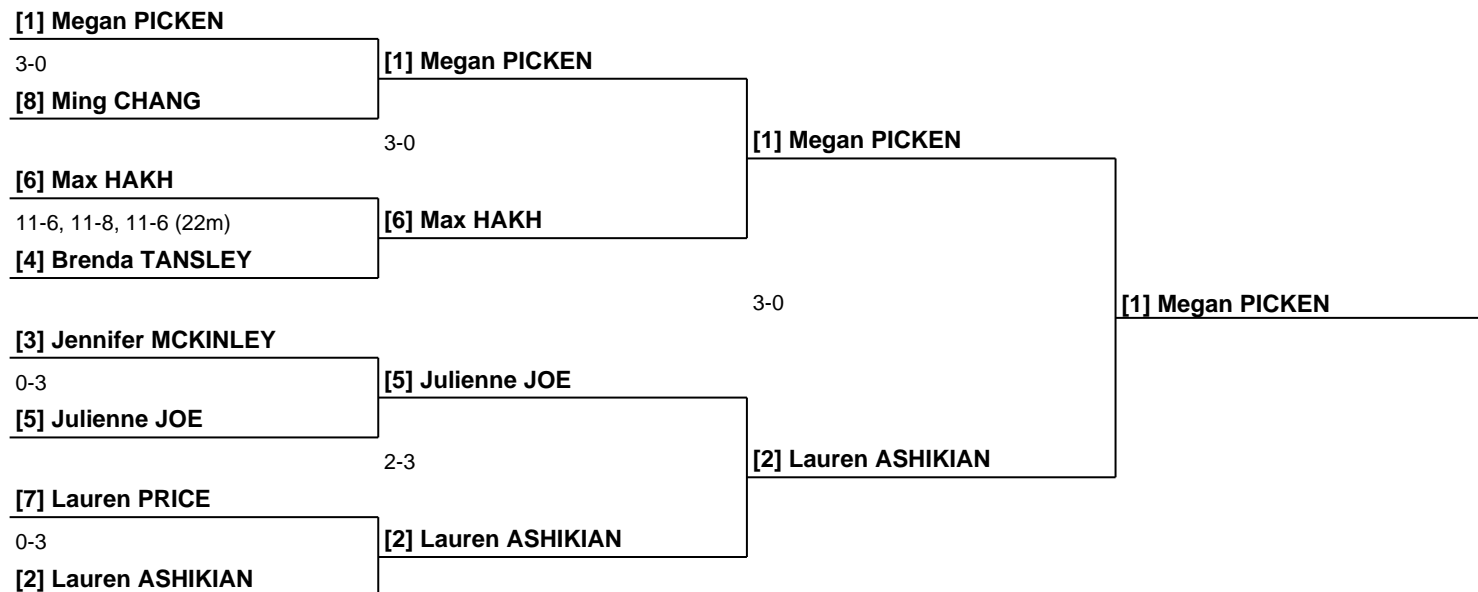 [1] Megan PICKEN
3-0
[8] Ming CHANG
[1] Megan PICKEN
3-0
[6] Max HAKH
11-6, 11-8, 11-6 (22m)
[4] Brenda TANSLEY
[6] Max HAKH
[1] Megan PICKEN
3-0
[3] Jennifer MCKINLEY
0-3
[5] Julienne JOE
[5] Julienne JOE
2-3
[7] Lauren PRICE
0-3
[2] Lauren ASHIKIAN
[2] Lauren ASHIKIAN
[2] Lauren ASHIKIAN
[1] Megan PICKEN